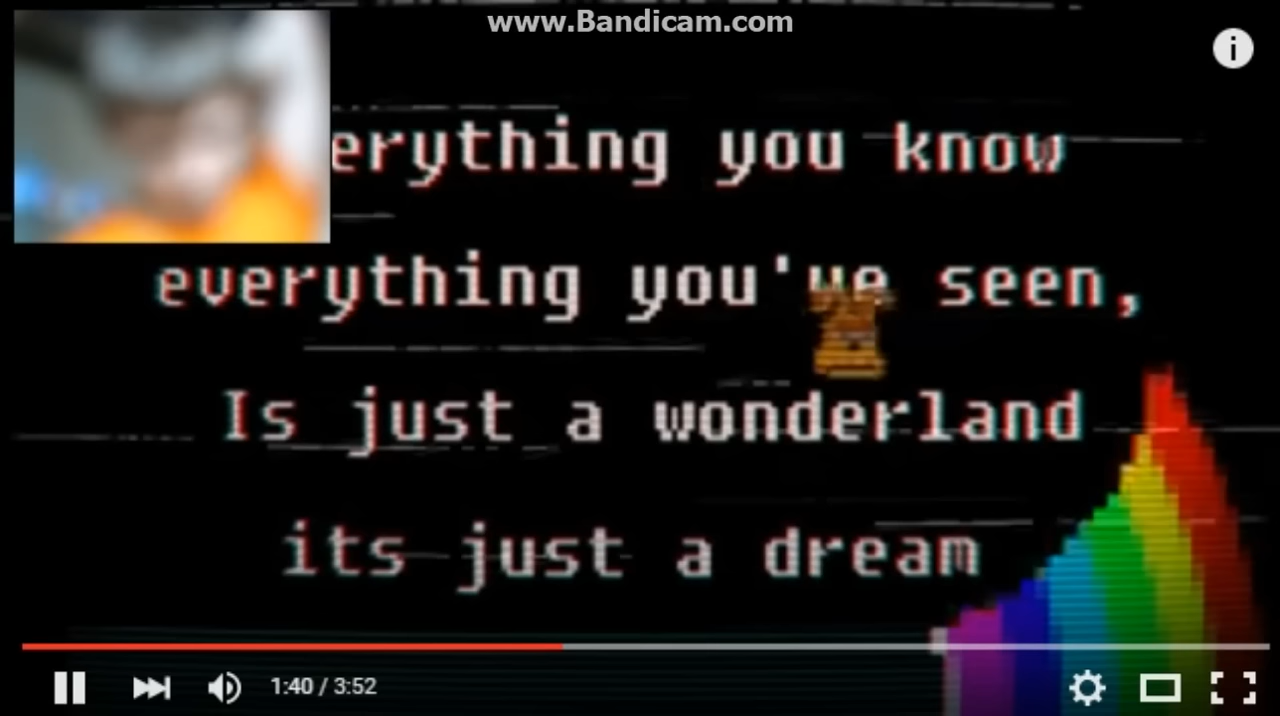 www.Bandicam.com
erything you know
everything you've seen,
Is just a wonderland
its just a dream
1:40 / 3:52